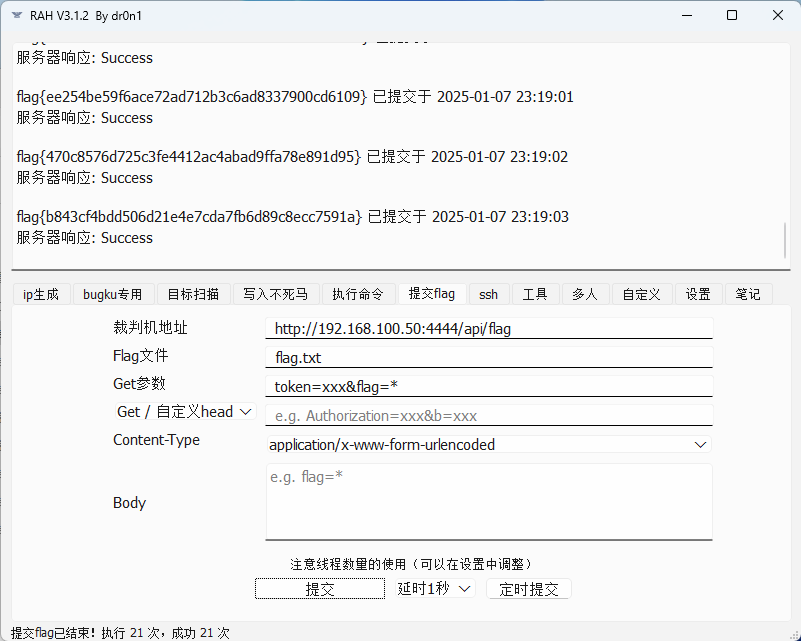 RAH V3.1.2 By dr0n1
服务器响应: Success
flag{ee254be59f6ace72ad712b3c6ad8337900cd6109} 已提交于 2025-01-07 23:19:01
服务器响应: Success
flag{470c8576d725c3fe4412ac4abad9ffa78e891d95} 已提交于 2025-01-07 23:19:02
服务器响应: Success
flag{b843cf4bdd506d21e4e7cda7fb6d89c8ecc7591a} 已提交于 2025-01-07 23:19:03
服务器响应: Success
ip生成 bugku专用 目标扫描 写入不死马 执行命令 提交flag ssh 工具 多人 自定义 设置 笔记
裁判机地址 http://192.168.100.50:4444/api/flag
Flag文件 flag.txt
Get参数 token=xxx&flag=*
Get / 自定义head e.g. Authorization=xxx&b=xxx
Content-Type application/x-www-form-urlencoded
e.g. flag=*
Body
注意线程数量的使用（可以在设置中调整）
提交 延时1秒 定时提交
提交flag已结束! 执行 21 次，成功 21 次